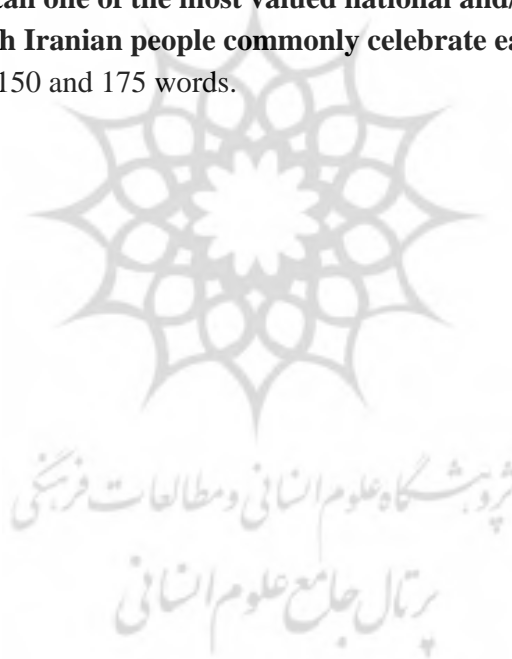 can one of the most valued national and/
h Iranian people commonly celebrate ea
150 and 175 words.
پژوهشگاه علوم انسانی و مطالعات فرهنگی
پرتال جامع علوم انسانی